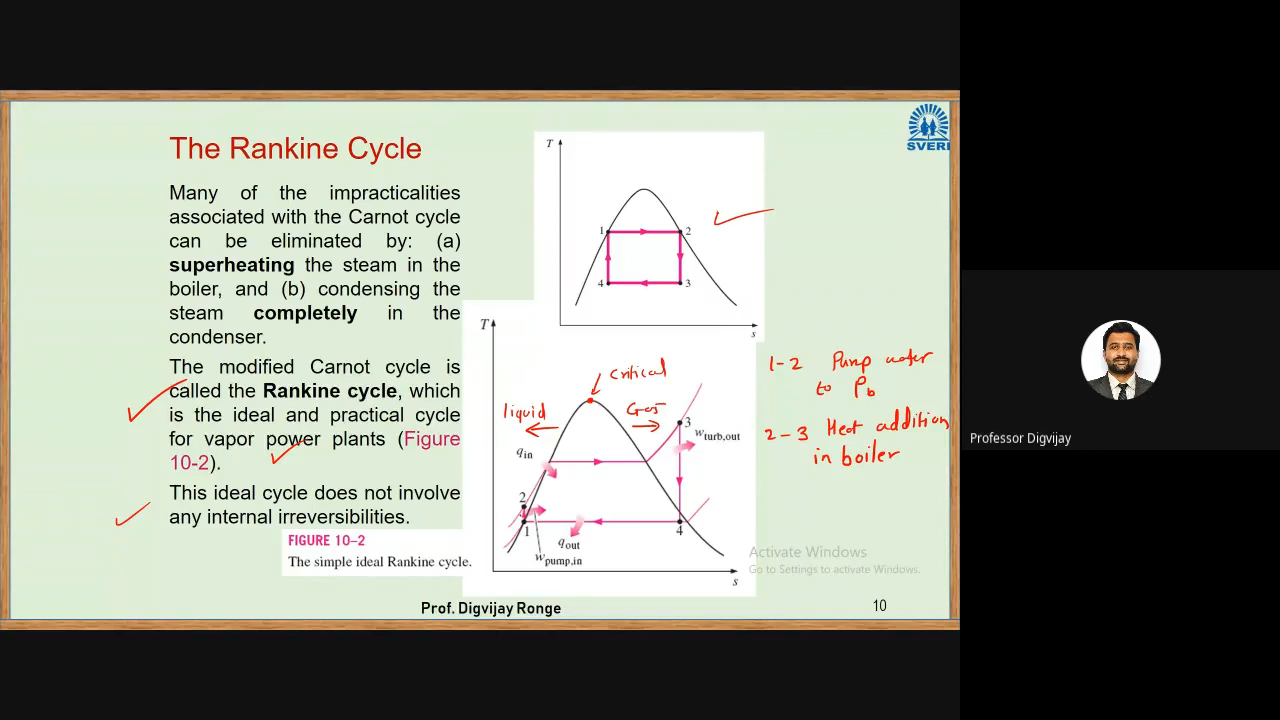 The Rankine Cycle
Many of the impracticalities
associated with the Carnot cycle
can be eliminated by: (a)
superheating the steam in the
boiler, and (b) condensing the
steam completely in the
condenser.
The modified Carnot cycle is
called the Rankine cycle, which
is the ideal and practical cycle
for vapor power plants (Figure
10-2).
This ideal cycle does not involve
any internal irreversibilities.
FIGURE 10–2
The simple ideal Rankine cycle.
T
1
2
4
3
s
T
critical
liquid
Gas
3
w turb,out
q in
2
1
4
q out
w pump,in
s
1-2 Pump water
to Pb
2-3 Heat addition
in boiler
SVERI
Activate Windows
Go to Settings to activate Windows.
Prof. Digvijay Ronge
10
Professor Digvijay